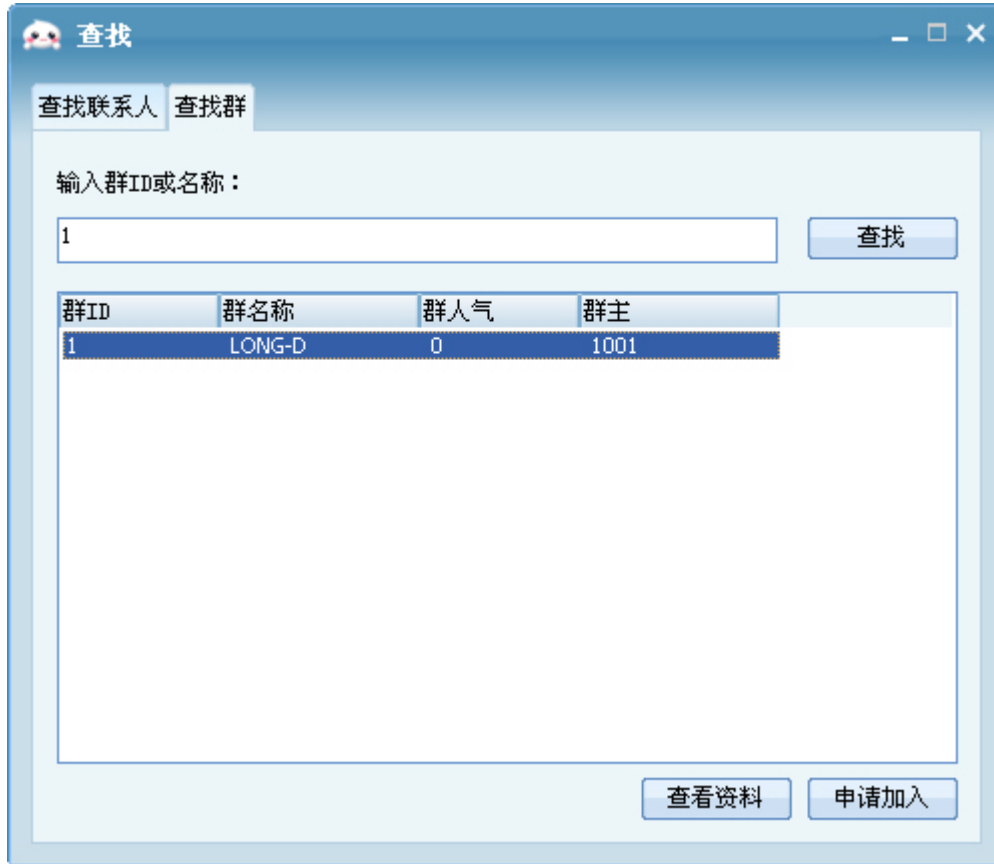 查找
查找联系人 查找群
输入群ID或名称：
1 查找
群ID 群名称 群人气 群主
1 LONG-D 0 1001
查看资料 申请加入